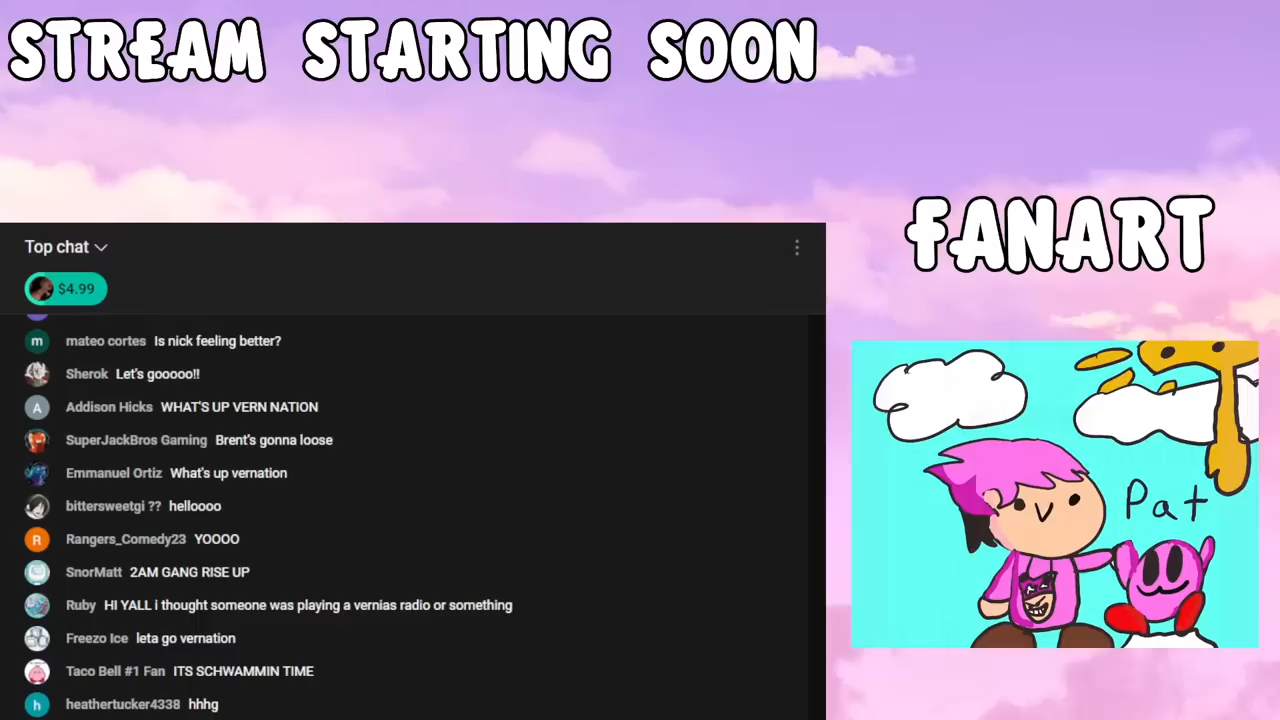 STREAM STARTING SOON
FANART
Top chat
$4.99
m mateo cortes Is nick feeling better?
Sherok Let's gooooo!!
A Addison Hicks WHAT'S UP VERN NATION
SuperJackBros Gaming Brent's gonna loose
Emmanuel Ortiz What's up vernation
bittersweetgi ?? helloooo
R Rangers_Comedy23 YOOOO
SnorMatt 2AM GANG RISE UP
Ruby HI YALL i thought someone was playing a vernias radio or something
Freezo Ice leta go vernation
Taco Bell #1 Fan ITS SCHWAMMIN TIME
h heathertucker4338 hhhg
Pat